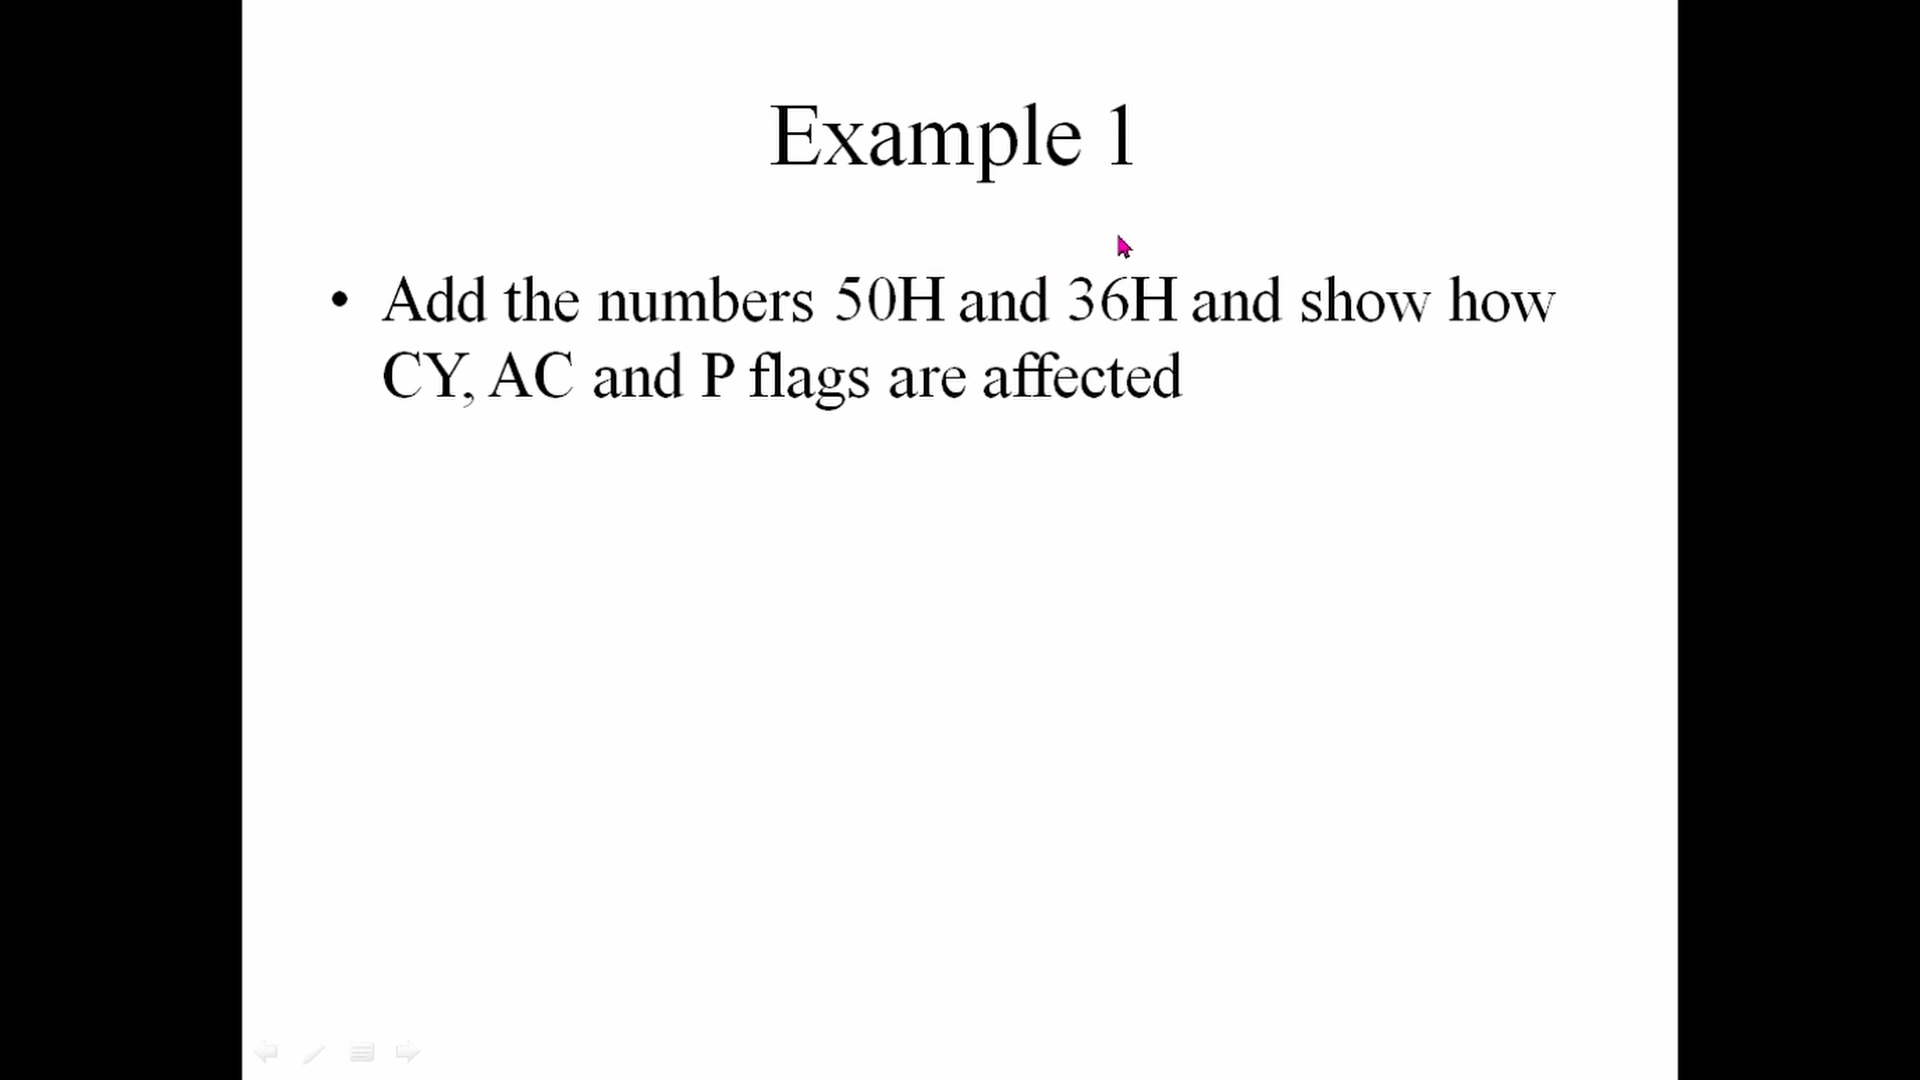 Example 1
• Add the numbers 50H and 36H and show how
CY, AC and P flags are affected